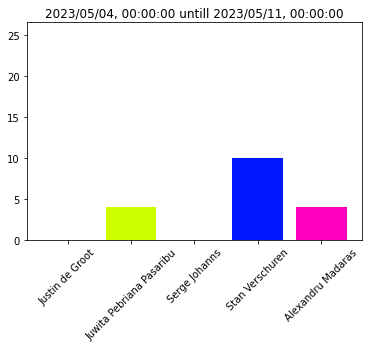 2023/05/04, 00:00:00 untill 2023/05/11, 00:00:00
25
20
15
10
5
0
Justin de Groot
Juwita Pebriana Pasaribu
Serge Johanns
Stan Verschuren
Alexandru Madaras